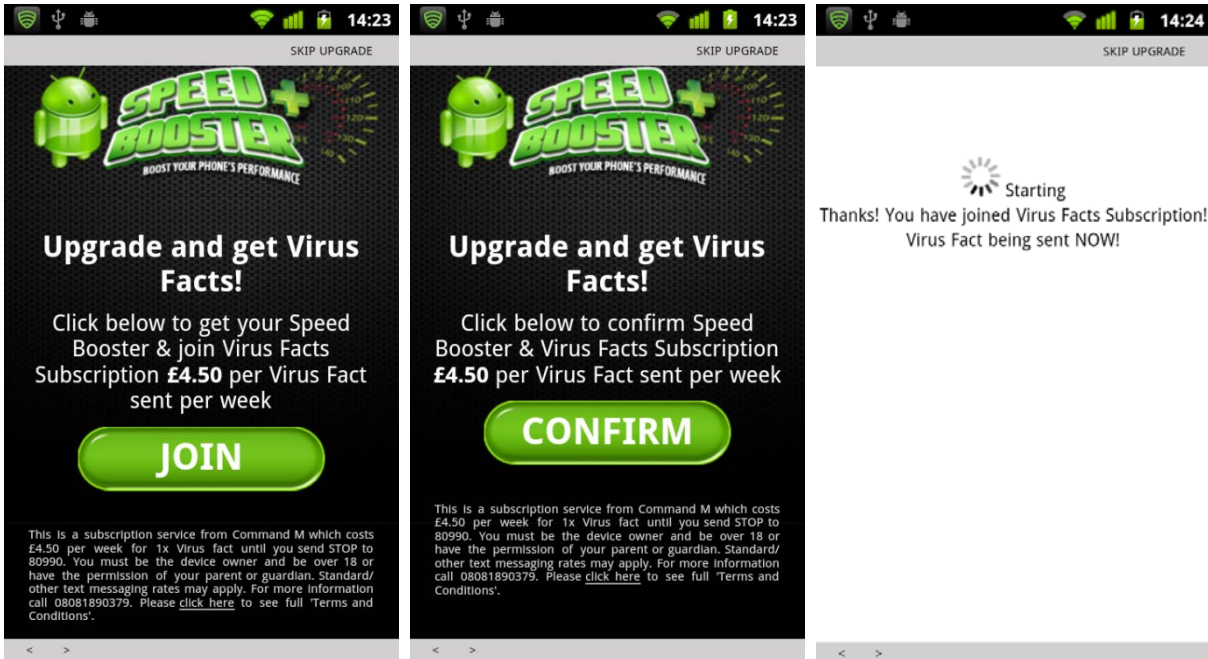 14:23
SKIP UPGRADE
SPEED
BOOSTER
BOOST YOUR PHONE'S PERFORMANCE
Upgrade and get Virus
Facts!
Click below to get your Speed
Booster & join Virus Facts
Subscription £4.50 per Virus Fact
sent per week
JOIN
This is a subscription service from Command M which costs
£4.50 per week for 1x Virus fact until you send STOP to
80990. You must be the device owner and be over 18 or
have the permission of your parent or guardian. Standard/
other text messaging rates may apply. For more information
call 08081890379. Please click here to see full 'Terms and
Conditions'.
< >
14:23
SKIP UPGRADE
SPEED
BOOSTER
BOOST YOUR PHONE'S PERFORMANCE
Upgrade and get Virus
Facts!
Click below to confirm Speed
Booster & Virus Facts Subscription
£4.50 per Virus Fact sent per week
CONFIRM
This is a subscription service from Command M which costs
£4.50 per week for 1x Virus fact until you send STOP to
80990. You must be the device owner and be over 18 or
have the permission of your parent or guardian. Standard/
other text messaging rates may apply. For more information
call 08081890379. Please click here to see full 'Terms and
Conditions'.
< >
14:24
SKIP UPGRADE
Starting
Thanks! You have joined Virus Facts Subscription!
Virus Fact being sent NOW!
< >